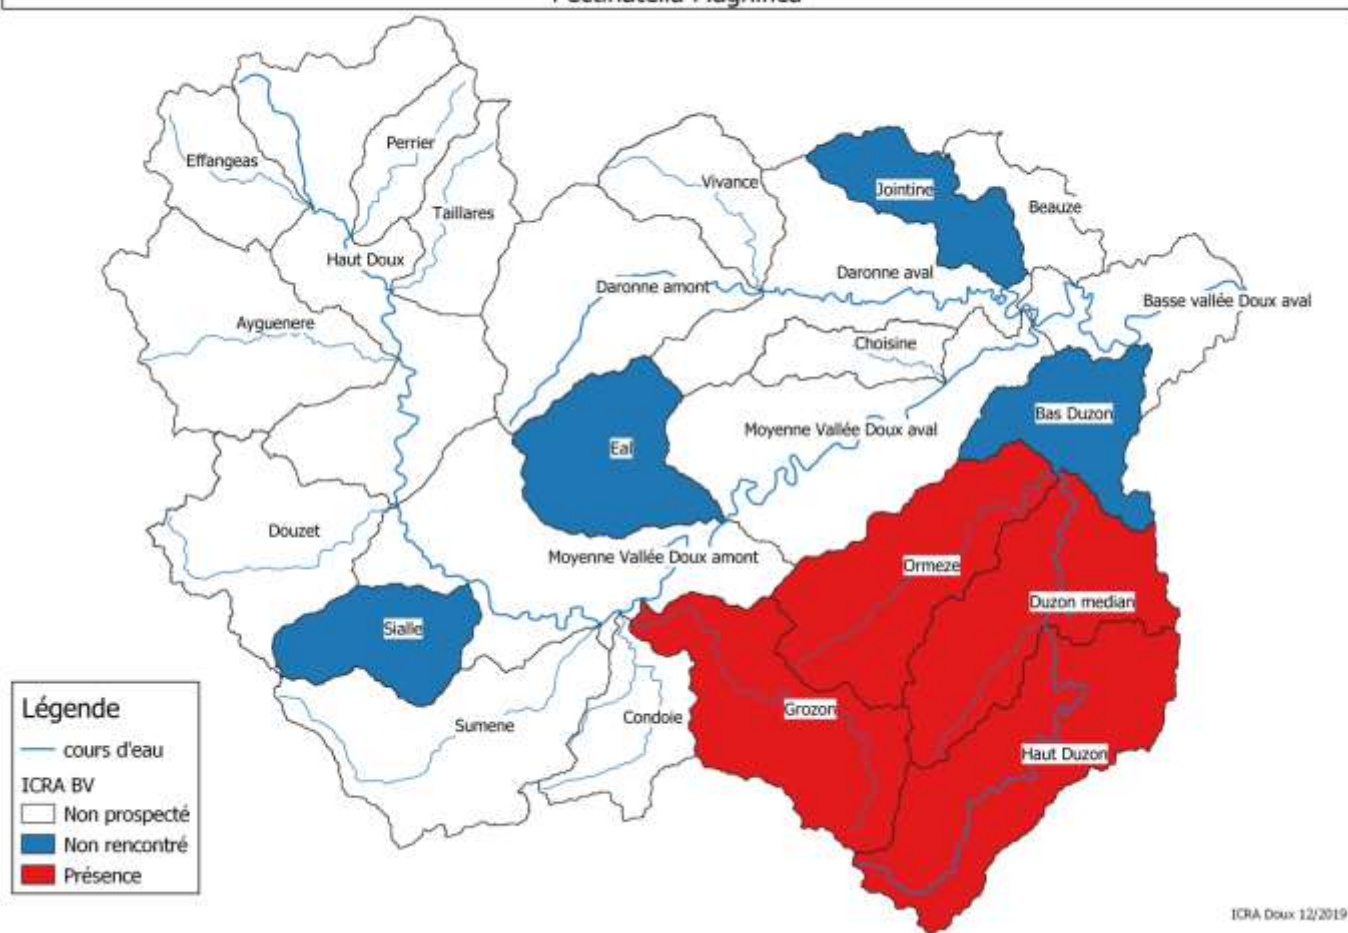 Pectinatella Magnifica
Perrier
Effangeas
Vivance
Jointine
Taillares
Beauze
Haut Doux
Daronne aval
Daronne amont
Basse vallée Doux aval
Ayguenere
Choisine
Bas Duzon
Moyenne Vallée Doux aval
Eal
Douzet
Moyenne Vallée Doux amont
Ormeze
Duzon median
Sialle
Grozon
Condoie
Sumene
Haut Duzon
Légende
cours d'eau
ICRA BV
Non prospecté
Non rencontré
Présence
ICRA Doux 12/2019